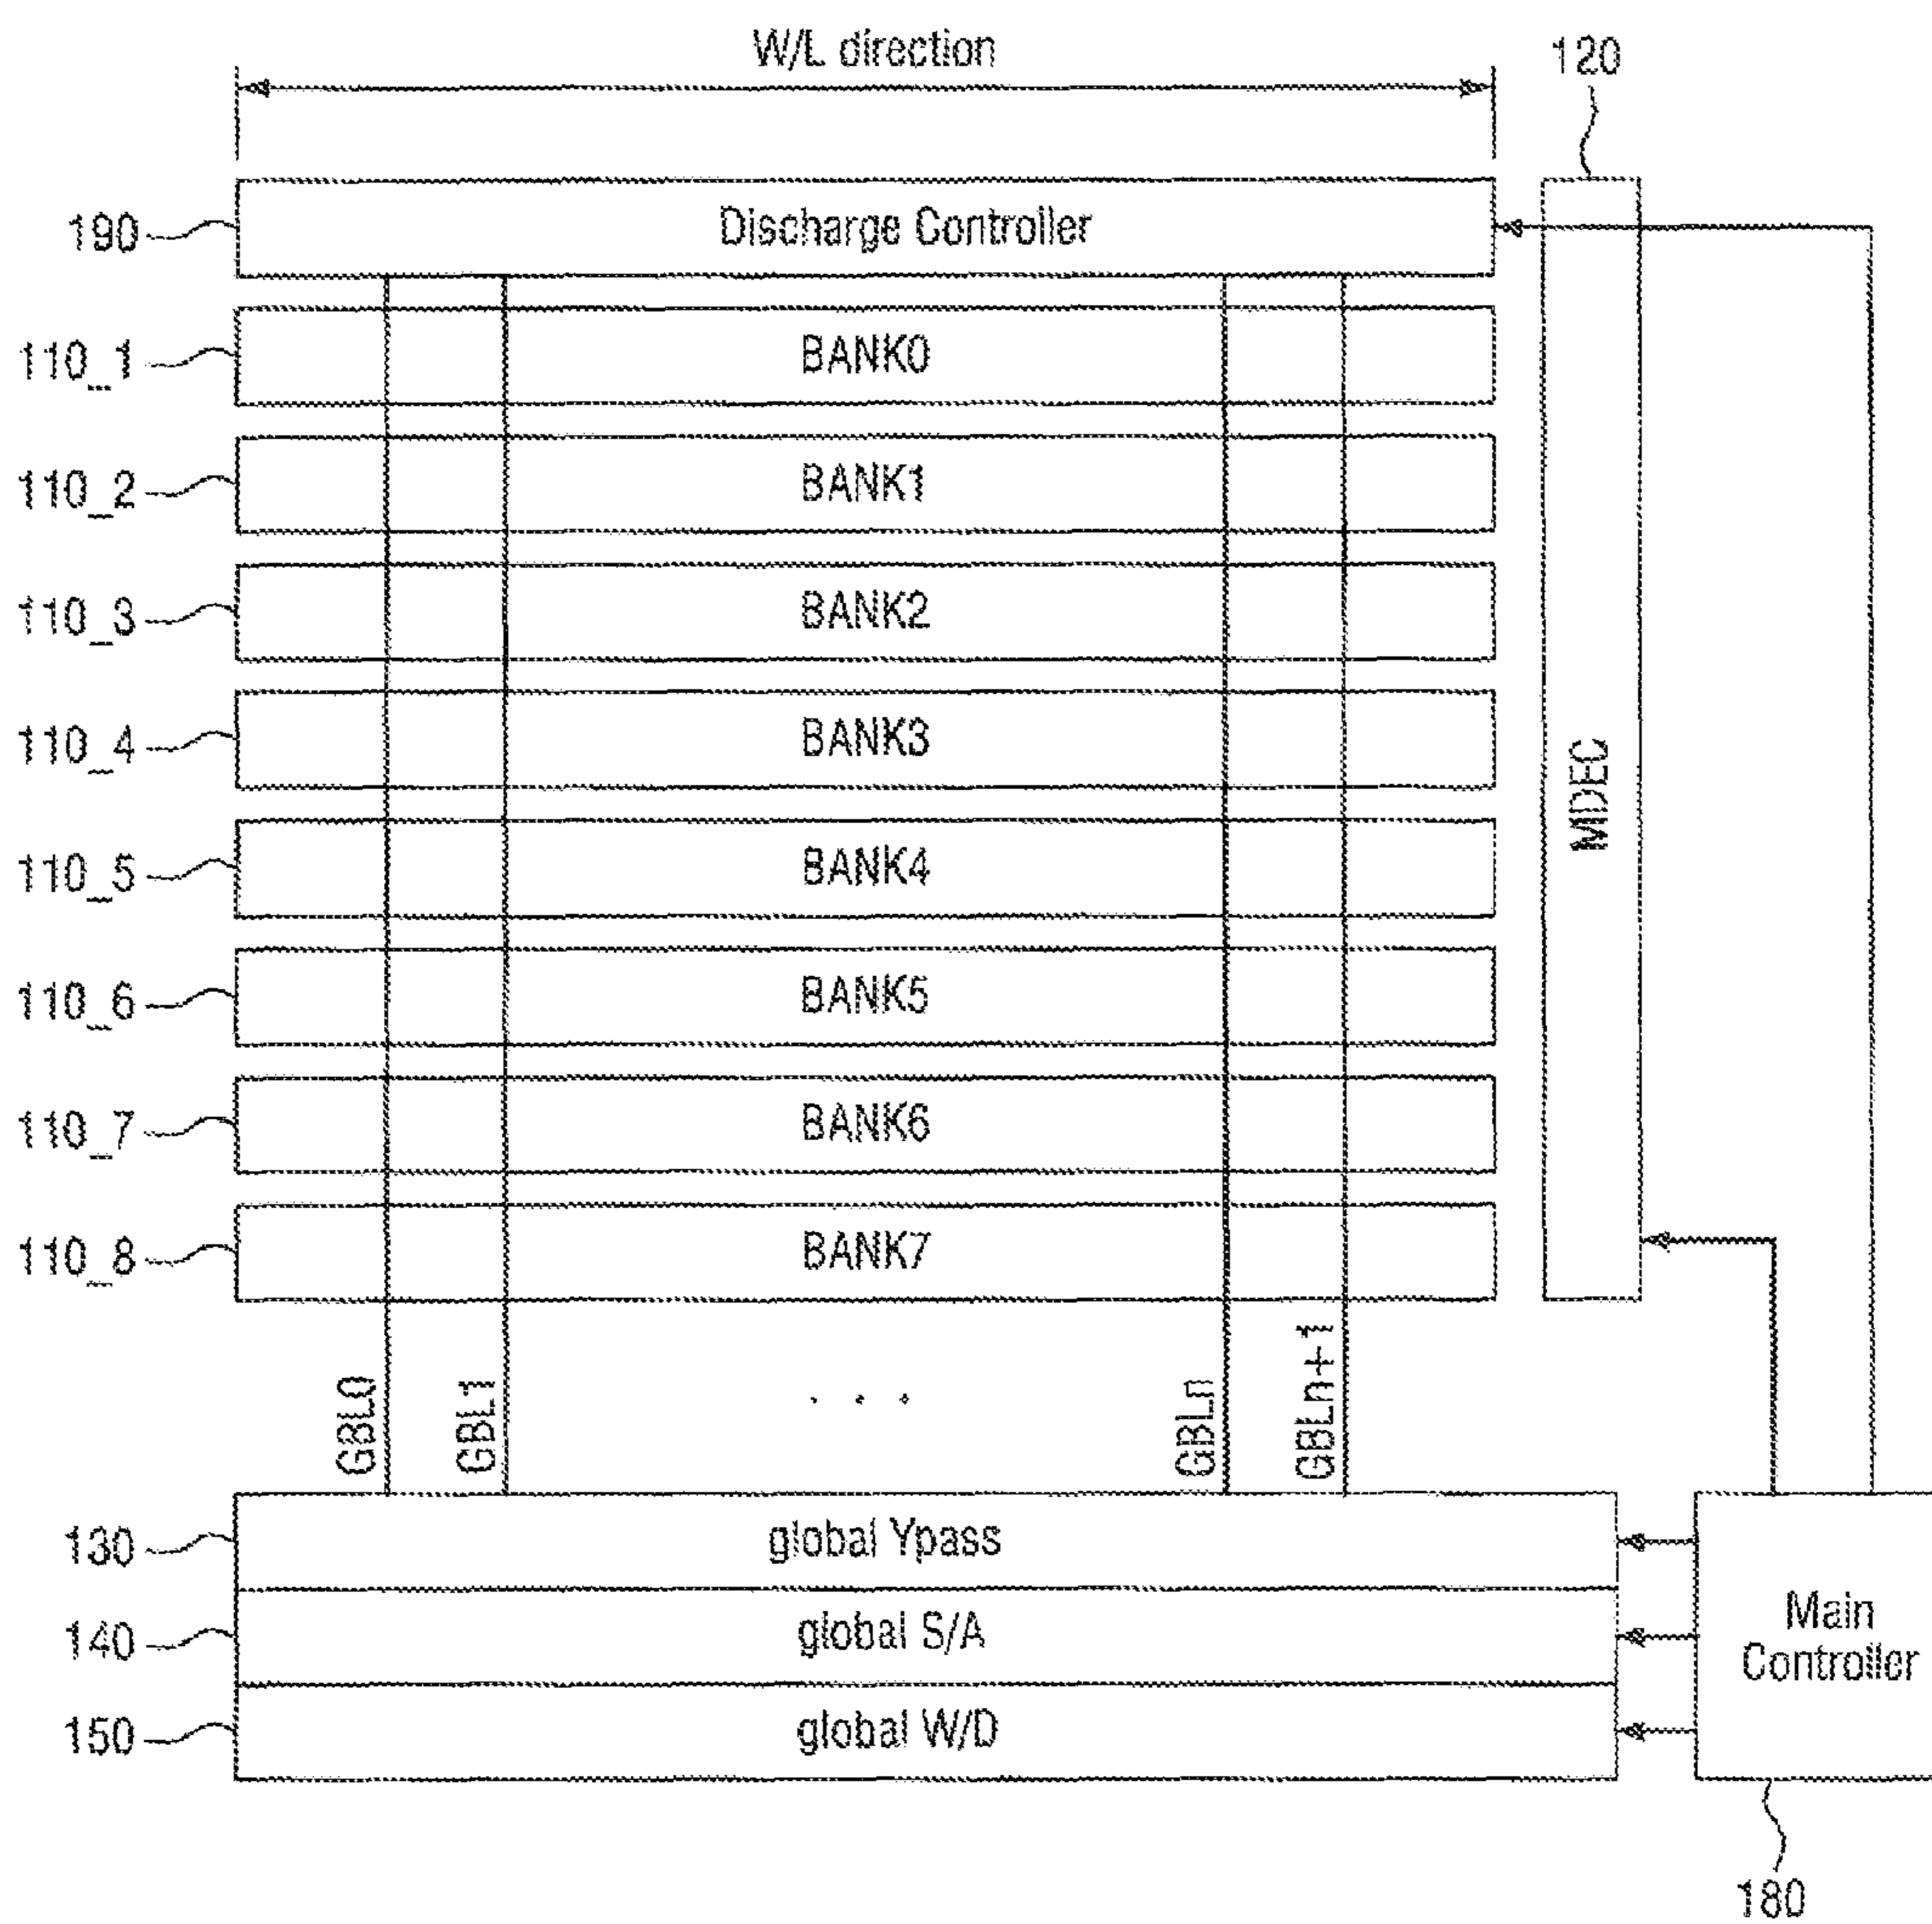 W/L direction
120
190
Discharge Controller
110_1
BANK0
110_2
BANK1
110_3
BANK2
110_4
BANK3
MDEC
110_5
BANK4
110_6
BANK5
110_7
BANK6
110_8
BANK7
GBL0
GBL1
. . .
GBLn
GBLn+1
130
global Ypass
140
global S/A
150
global W/D
Main
Controller
180